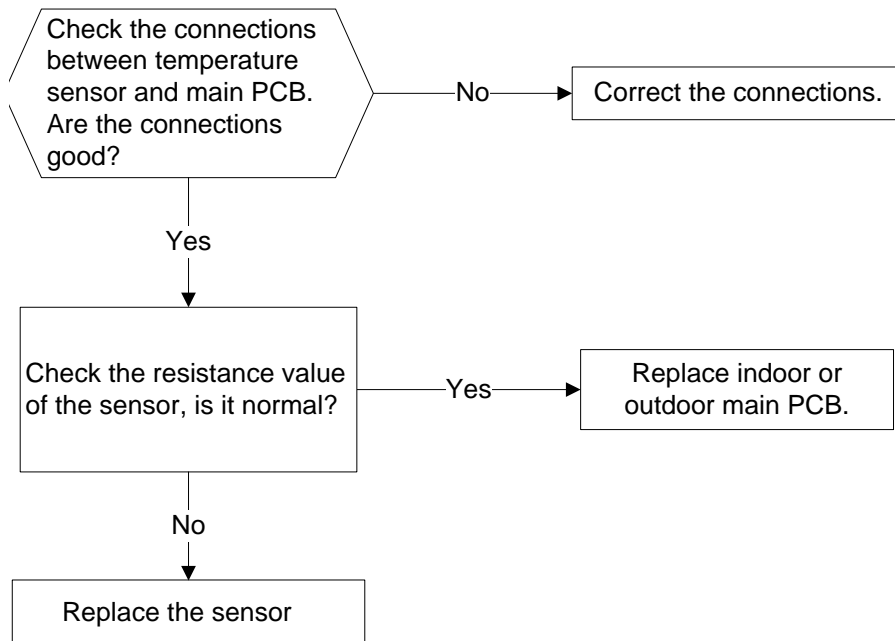 Check the connections
between temperature
sensor and main PCB.
Are the connections
good?
No
Correct the connections.
Yes
Check the resistance value
of the sensor, is it normal?
Yes
Replace indoor or
outdoor main PCB.
No
Replace the sensor